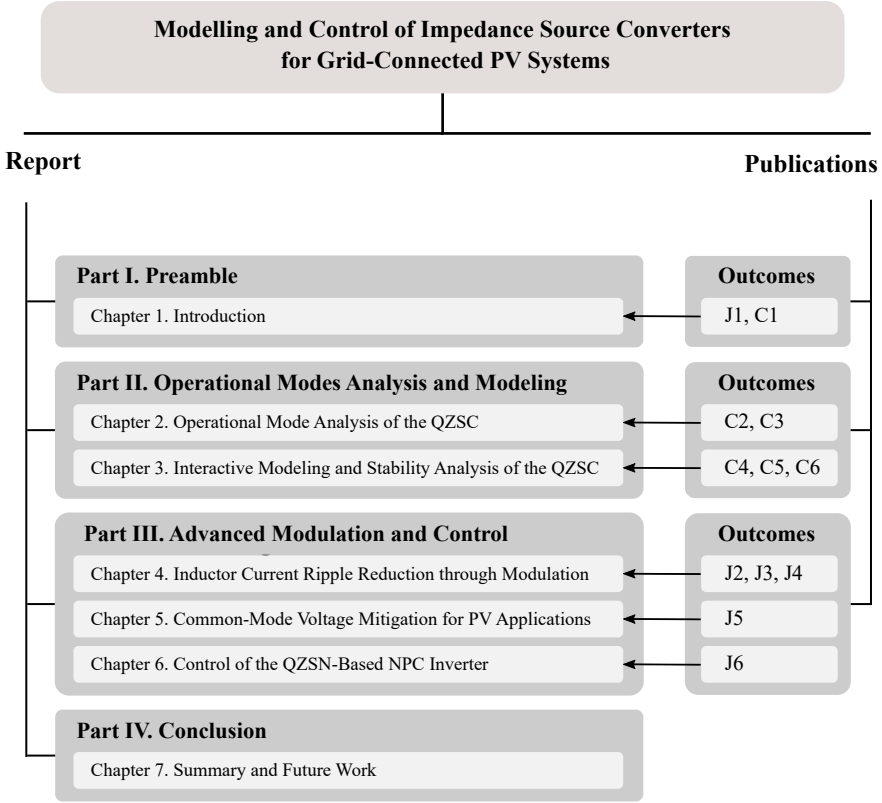 Modelling and Control of Impedance Source Converters
for Grid-Connected PV Systems
Report
Publications
Part I. Preamble
Outcomes
Chapter 1. Introduction
J1, C1
Part II. Operational Modes Analysis and Modeling
Outcomes
Chapter 2. Operational Mode Analysis of the QZSC
C2, C3
Chapter 3. Interactive Modeling and Stability Analysis of the QZSC
C4, C5, C6
Part III. Advanced Modulation and Control
Outcomes
Chapter 4. Inductor Current Ripple Reduction through Modulation
J2, J3, J4
Chapter 5. Common-Mode Voltage Mitigation for PV Applications
J5
Chapter 6. Control of the QZSN-Based NPC Inverter
J6
Part IV. Conclusion
Chapter 7. Summary and Future Work